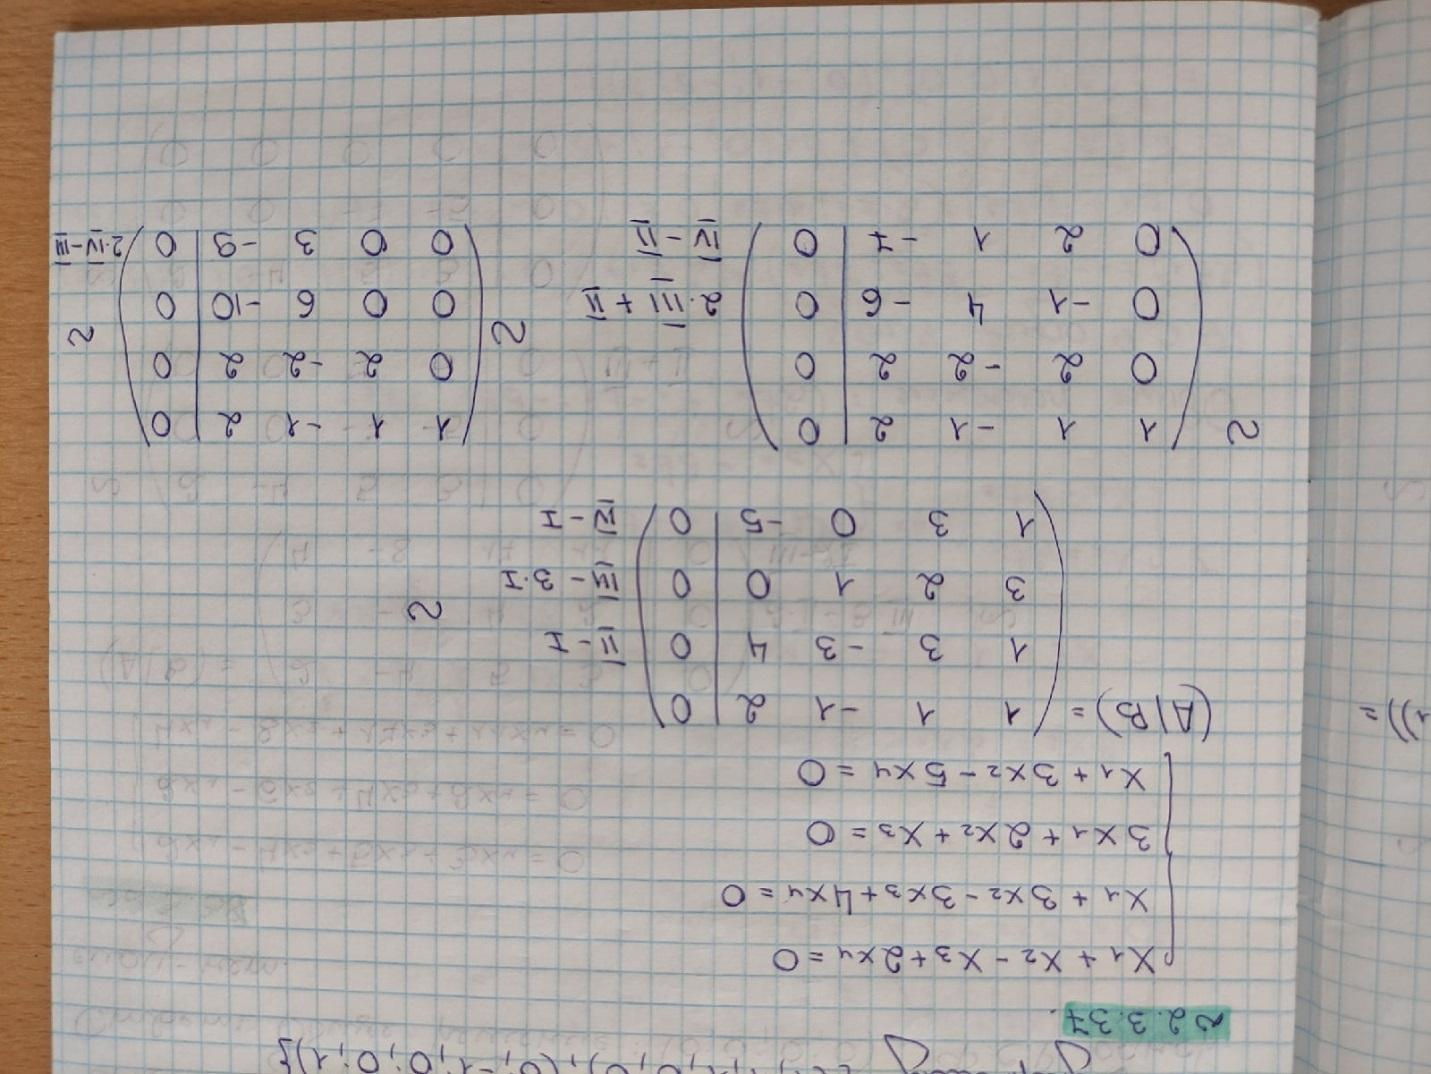 №2.3.37.
x1 + x2 - x3 + 2x4 = 0
x1 + 3x2 - 3x3 + 4x4 = 0
3x1 + 2x2 + x3 = 0
x1 + 3x2 - 5x4 = 0
(A|B) = ( 1 1 -1 2 | 0 )
1 3 -3 4 | 0 II - I
3 2 1 0 | 0 III - 3·I ~
1 3 0 -5 | 0 IV - I
~ ( 1 1 -1 2 | 0 )
0 2 -2 2 | 0
0 -1 4 -6 | 0 2·III + II
0 2 1 -7 | 0 IV - II
~ ( 1 1 -1 2 | 0 )
0 2 -2 2 | 0 ~
0 0 6 -10 | 0
0 0 3 -9 | 0 2·IV - III